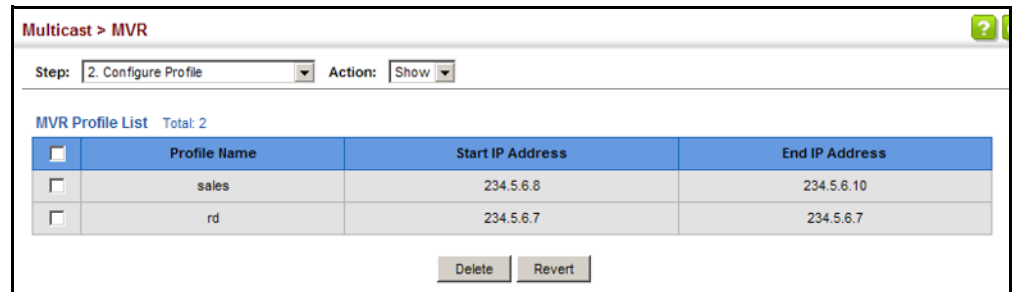 Multicast > MVR
?
Step: 2. Configure Profile Action: Show
MVR Profile List Total: 2
Profile Name Start IP Address End IP Address
sales 234.5.6.8 234.5.6.10
rd 234.5.6.7 234.5.6.7
Delete Revert